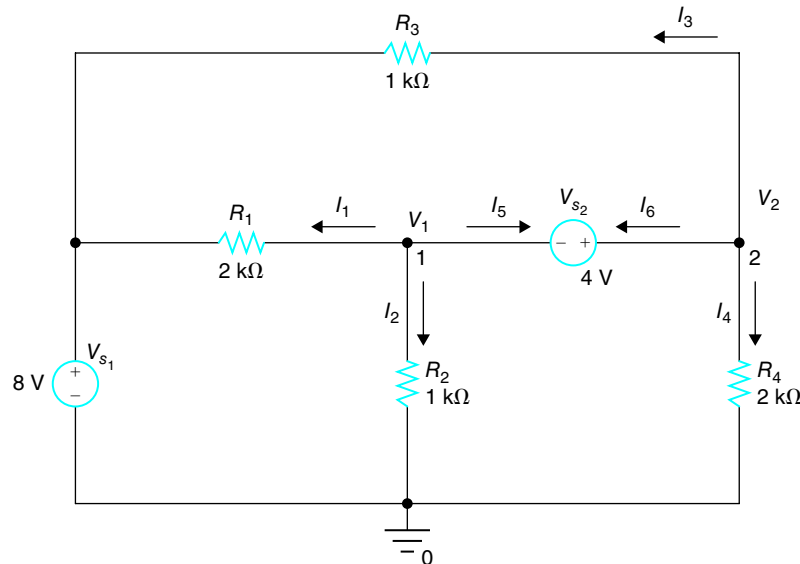 R3
I3
1 kΩ
R1
I1
V1
I5
Vs2
I6
V2
2 kΩ
1
4 V
2
I2
I4
Vs1
+
−
− +
8 V
R2
1 kΩ
R4
2 kΩ
0